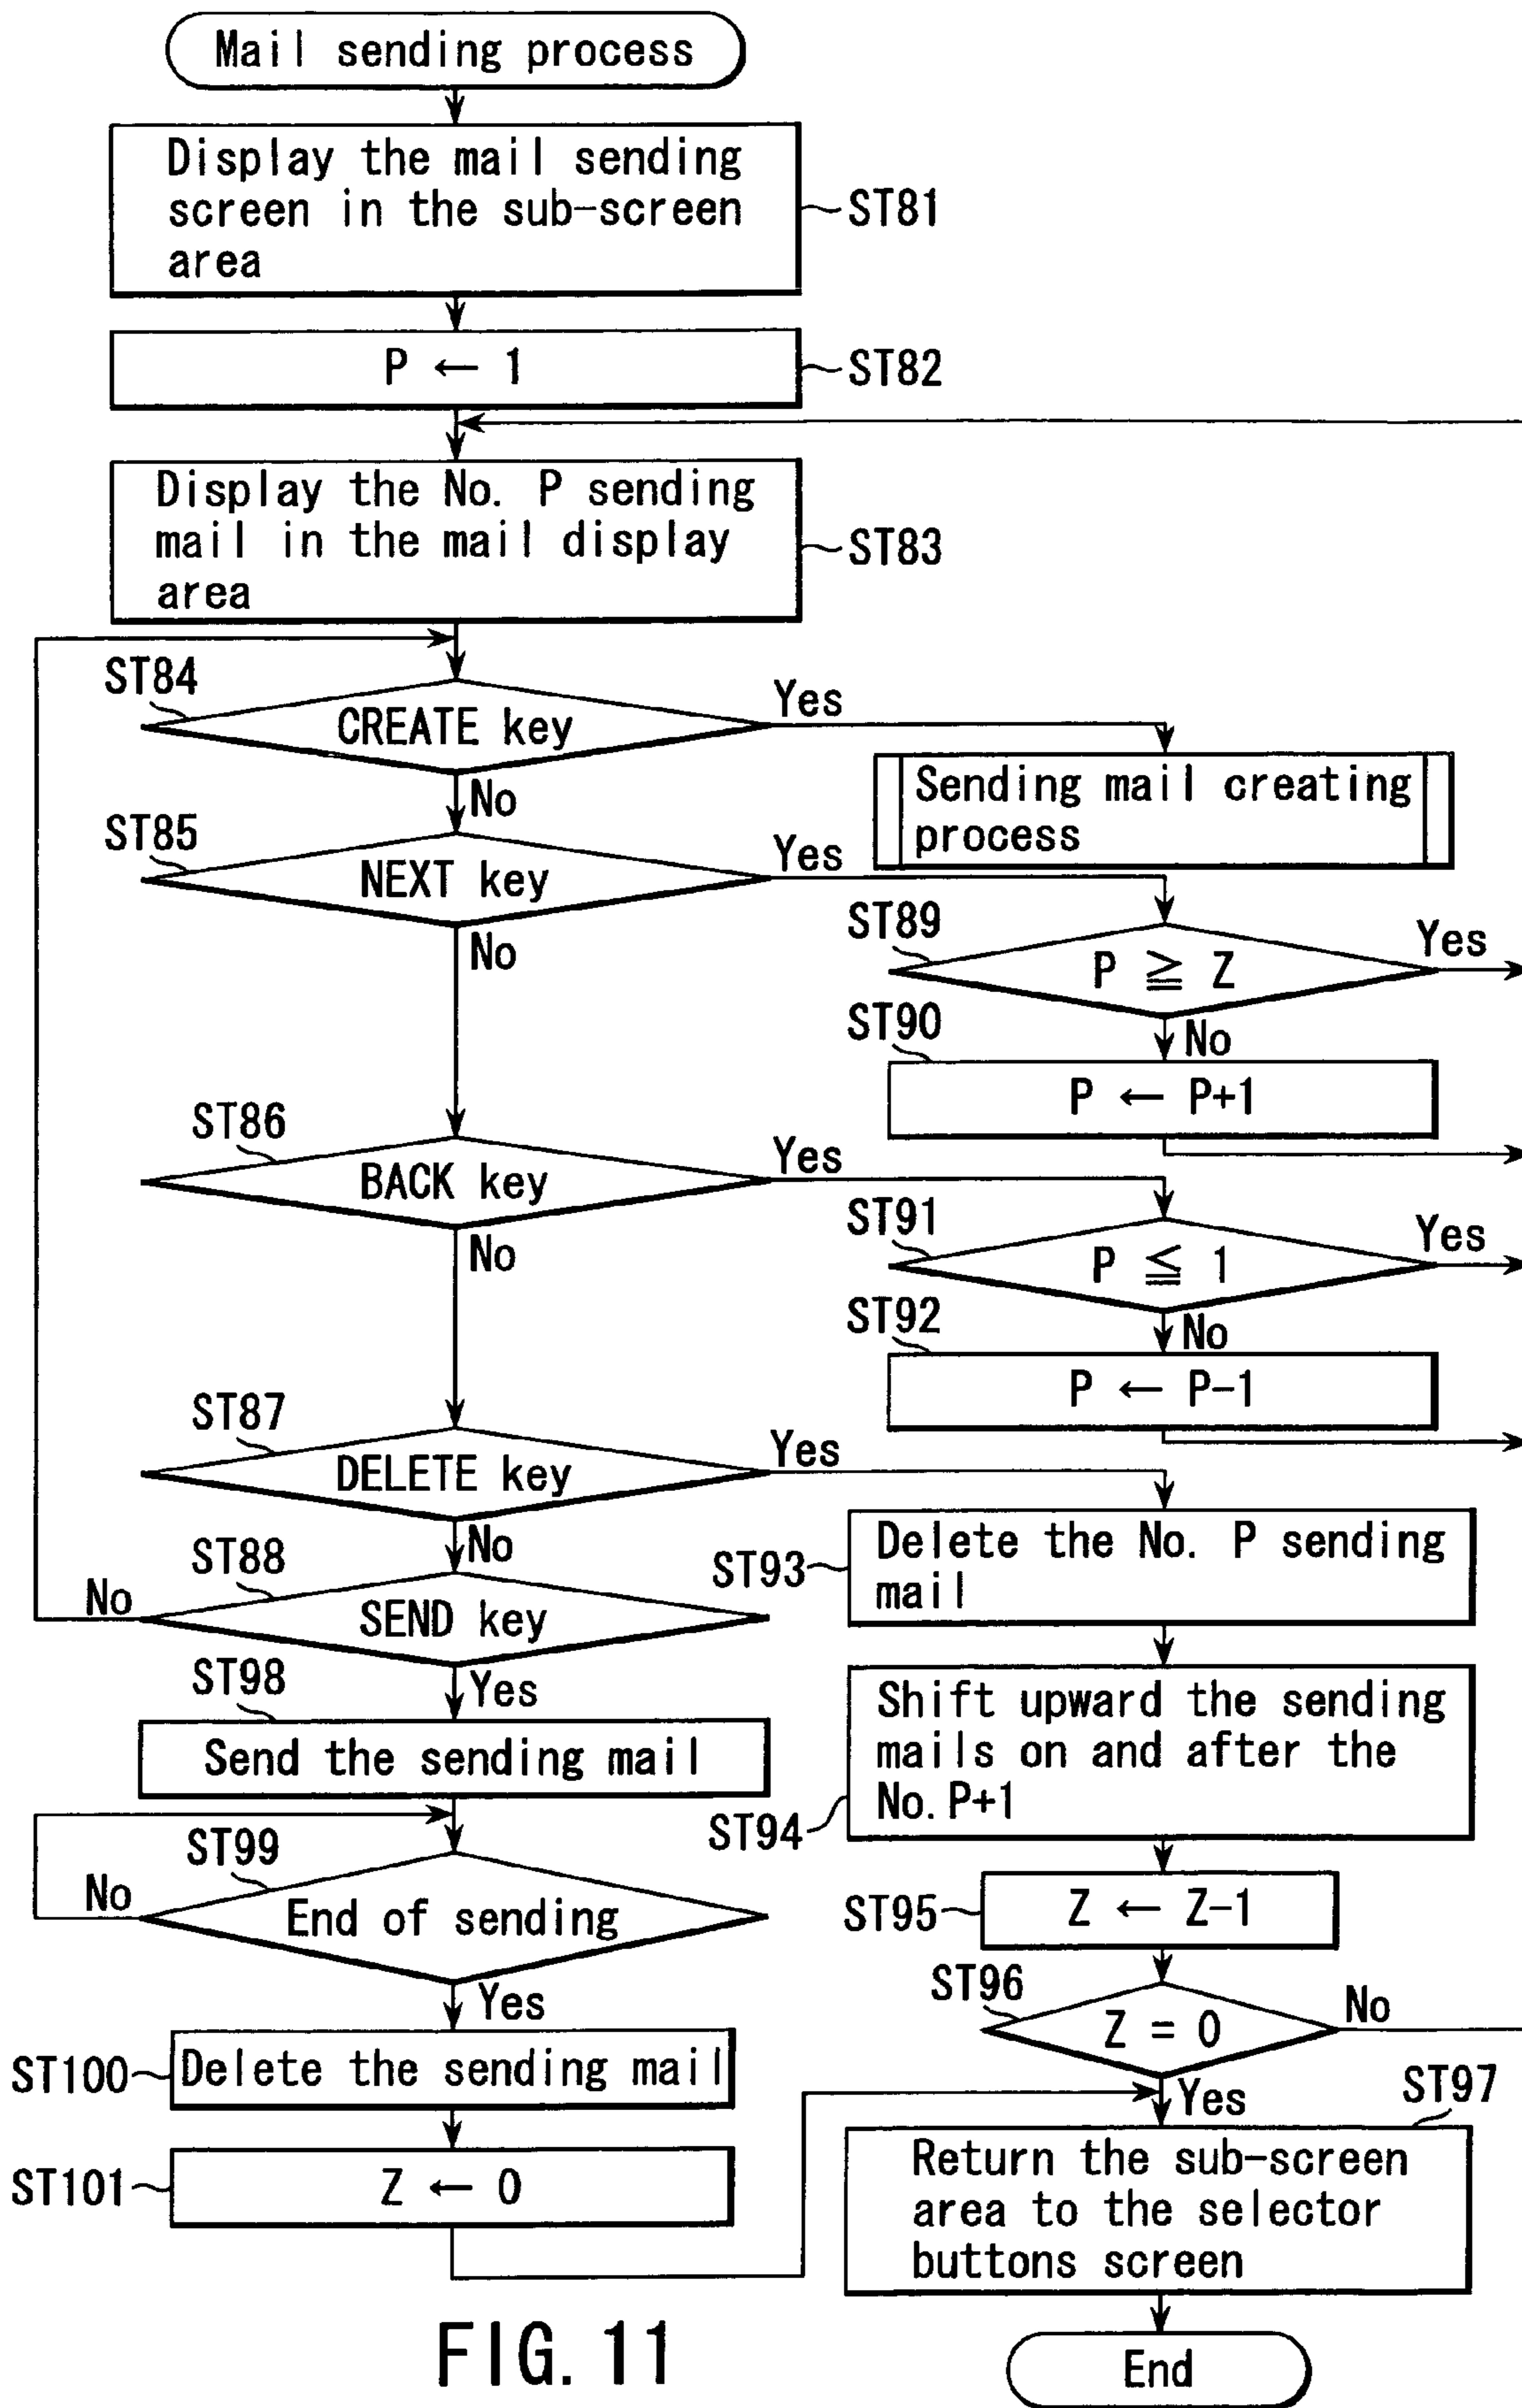 Mail sending process
Display the mail sending
screen in the sub-screen
area
ST81
P ← 1
ST82
Display the No. P sending
mail in the mail display
area
ST83
ST84
CREATE key
Yes
No
Sending mail creating
process
ST85
NEXT key
Yes
No
ST89
P ≧ Z
Yes
No
ST90
P ← P+1
ST86
BACK key
Yes
No
ST91
P ≦ 1
Yes
No
ST92
P ← P-1
ST87
DELETE key
Yes
No
ST93
Delete the No. P sending
mail
ST88
SEND key
No
Yes
ST94
Shift upward the sending
mails on and after the
No. P+1
ST98
Send the sending mail
ST99
End of sending
No
Yes
ST95
Z ← Z-1
ST96
Z = 0
No
Yes
ST100
Delete the sending mail
ST101
Z ← 0
ST97
Return the sub-screen
area to the selector
buttons screen
End
FIG. 11